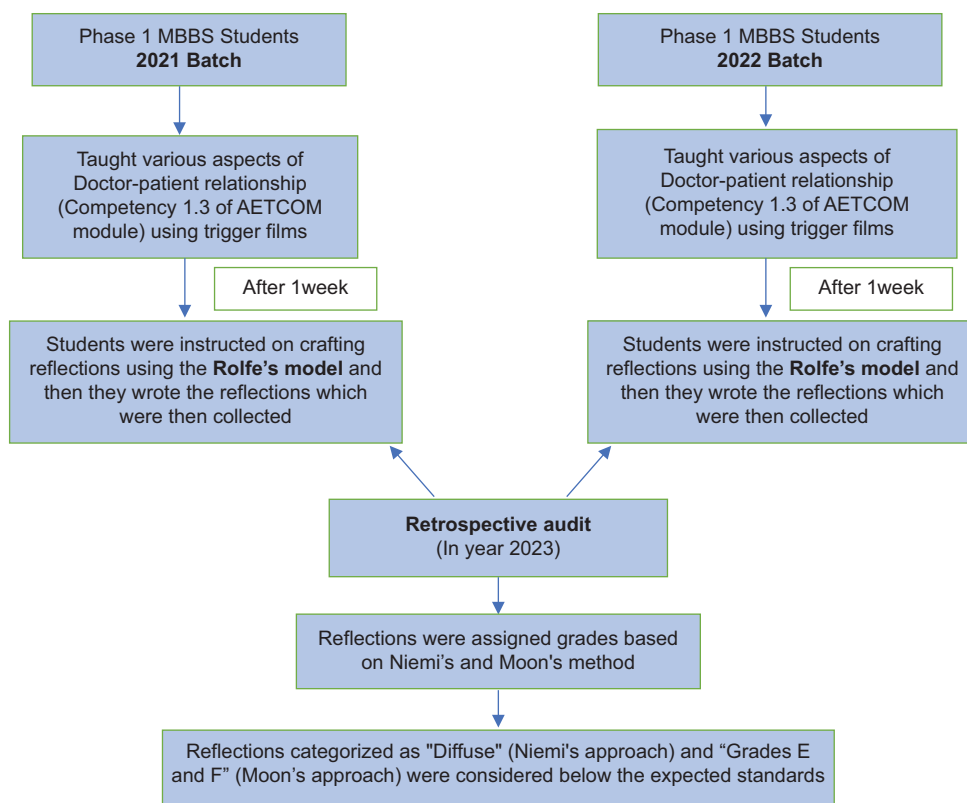 Phase 1 MBBS Students
2021 Batch
Phase 1 MBBS Students
2022 Batch
Taught various aspects of
Doctor-patient relationship
(Competency 1.3 of AETCOM
module) using trigger films
Taught various aspects of
Doctor-patient relationship
(Competency 1.3 of AETCOM
module) using trigger films
After 1week
After 1week
Students were instructed on crafting
reflections using the Rolfe’s model and
then they wrote the reflections which
were then collected
Students were instructed on crafting
reflections using the Rolfe’s model and
then they wrote the reflections which
were then collected
Retrospective audit
(In year 2023)
Reflections were assigned grades based
on Niemi’s and Moon's method
Reflections categorized as "Diffuse" (Niemi's approach) and “Grades E
and F” (Moon’s approach) were considered below the expected standards